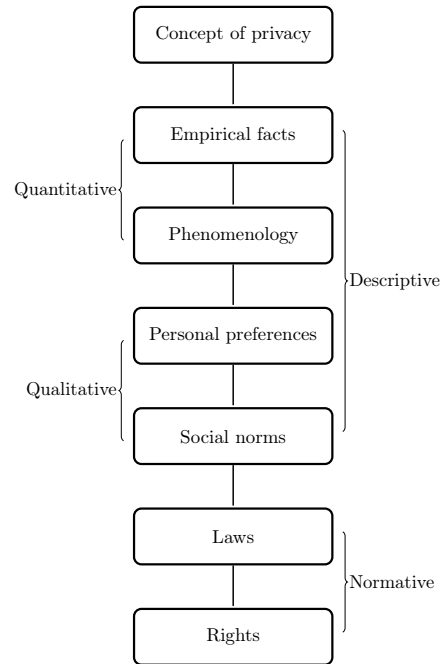 Concept of privacy
Empirical facts
Quantitative
Phenomenology
Descriptive
Personal preferences
Qualitative
Social norms
Laws
Normative
Rights